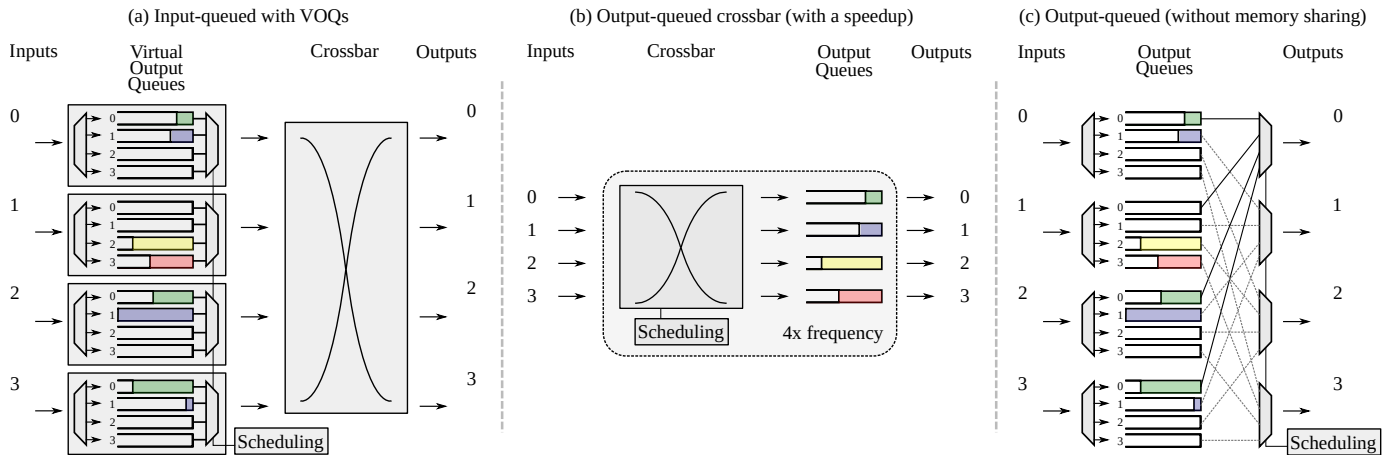 (a) Input-queued with VOQs
Inputs
Virtual
Output
Queues
Crossbar
Outputs
0
0
1
2
3
0
1
0
1
2
3
1
2
0
1
2
3
2
3
0
1
2
3
3
Scheduling
(b) Output-queued crossbar (with a speedup)
Inputs
Crossbar
Output
Queues
Outputs
0
0
1
1
2
2
3
3
Scheduling
4x frequency
(c) Output-queued (without memory sharing)
Inputs
Output
Queues
Outputs
0
0
1
2
3
0
1
0
1
2
3
1
2
0
1
2
3
2
3
0
1
2
3
3
Scheduling